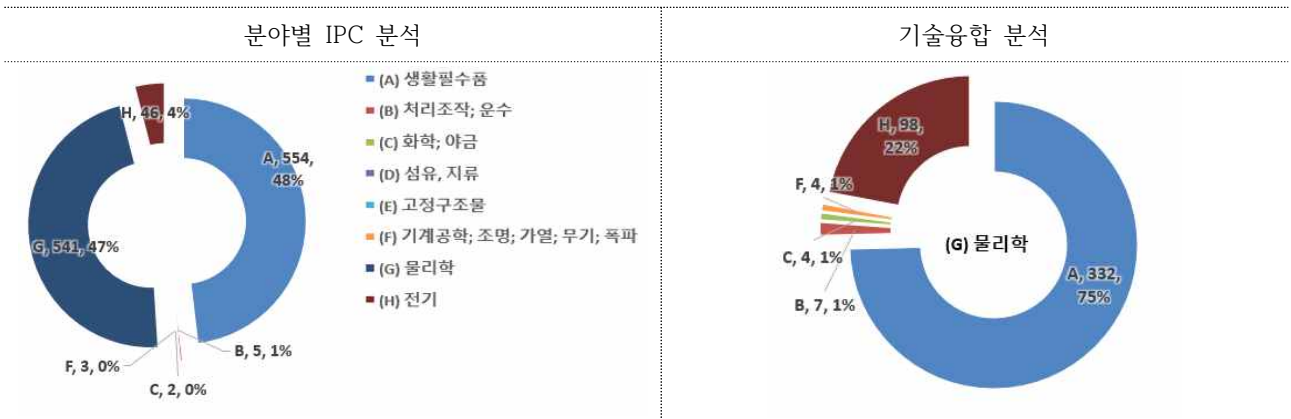 분야별 IPC 분석
기술융합 분석
H, 46, 4%
A, 554,
48%
G, 541, 47%
F, 3, 0%
C, 2, 0%
B, 5, 1%
(A) 생활필수품
(B) 처리조작; 운수
(C) 화학; 야금
(D) 섬유, 지류
(E) 고정구조물
(F) 기계공학; 조명; 가열; 무기; 폭파
(G) 물리학
(H) 전기
H, 98,
22%
F, 4, 1%
C, 4, 1%
B, 7, 1%
(G) 물리학
A, 332,
75%